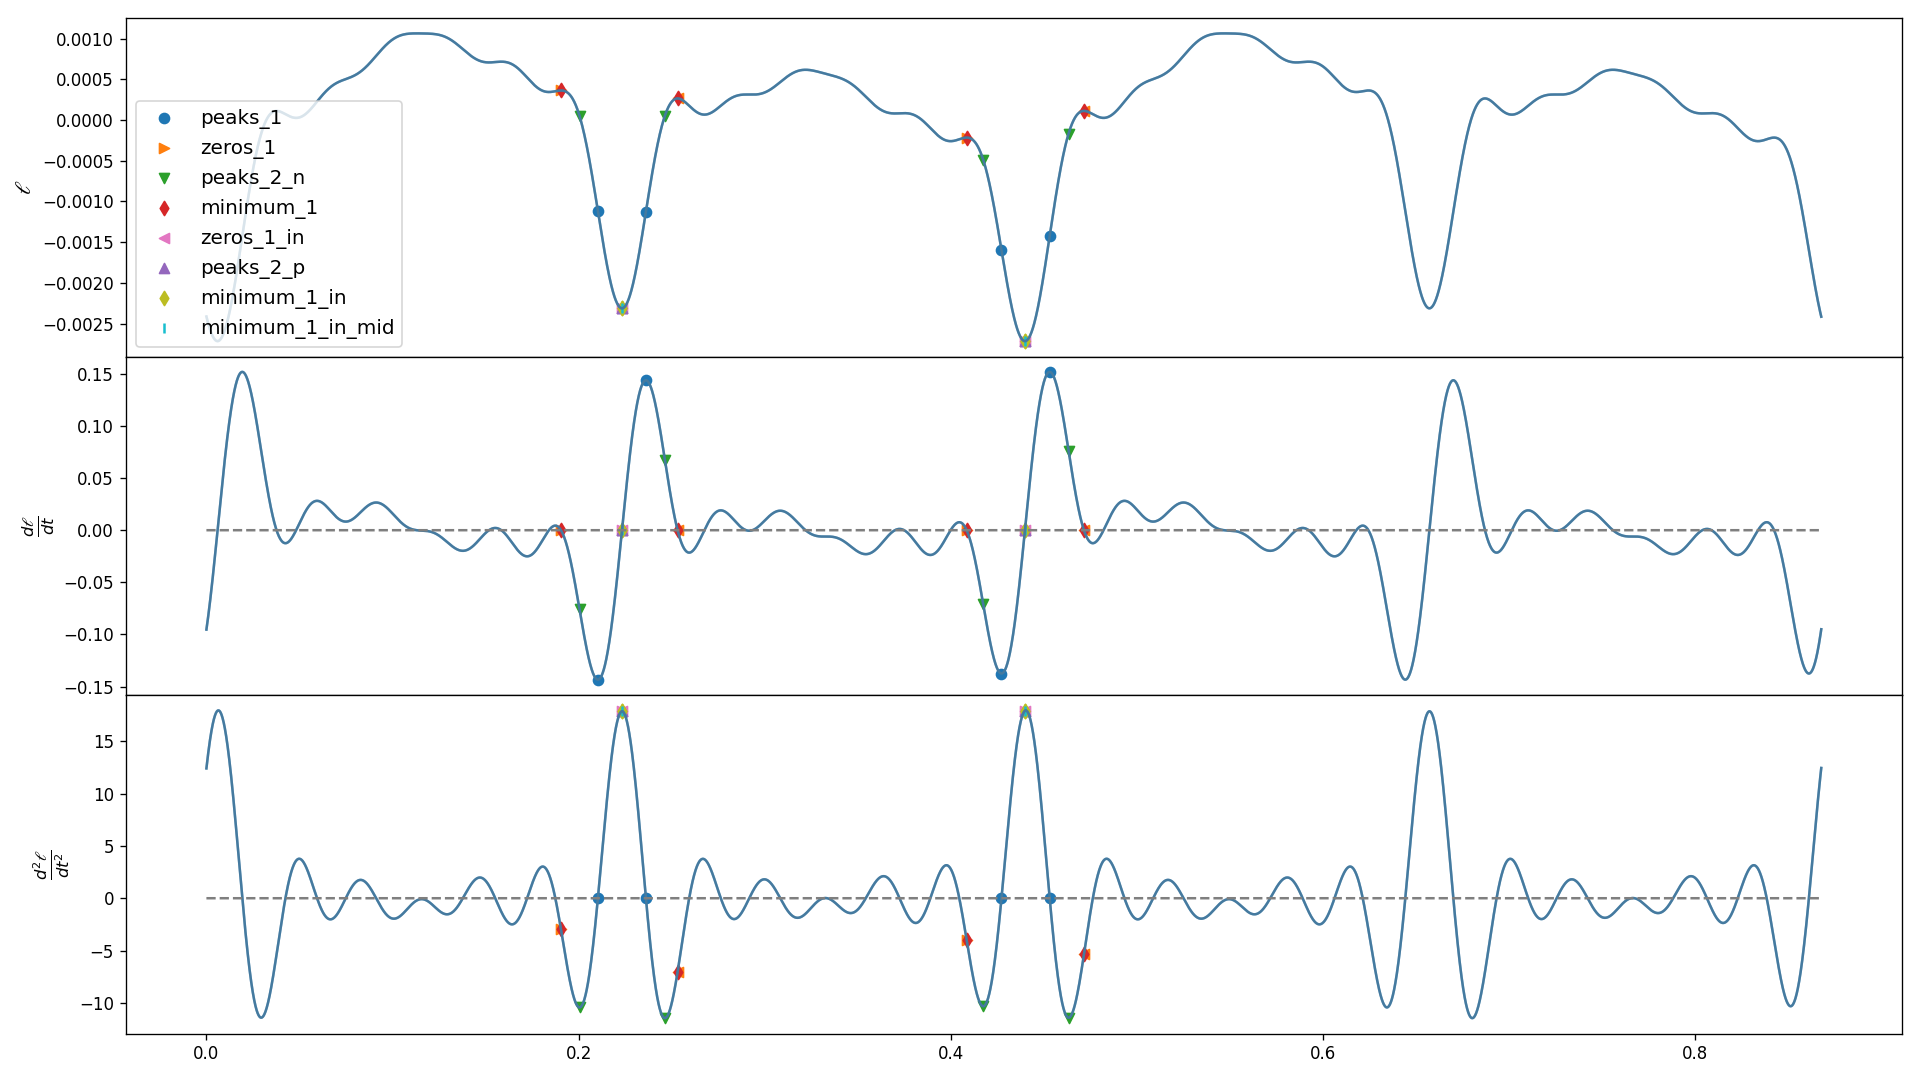 0.0010
0.0005
0.0000
−0.0005
−0.0010
−0.0015
−0.0020
−0.0025
ℓ
peaks_1
zeros_1
peaks_2_n
minimum_1
zeros_1_in
peaks_2_p
minimum_1_in
minimum_1_in_mid
0.15
0.10
0.05
0.00
−0.05
−0.10
−0.15
dℓ/dt
15
10
5
0
−5
−10
d²ℓ/dt²
0.0 0.2 0.4 0.6 0.8